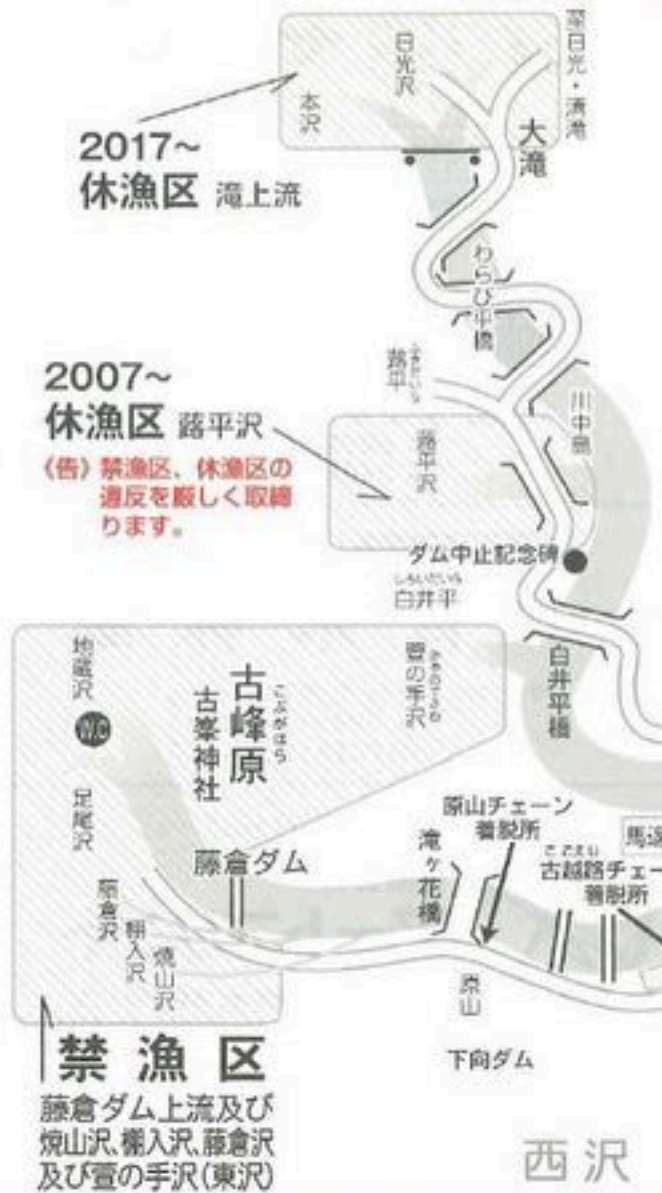 至日光・清滝
日光沢
本沢
大滝
2017～
休漁区 滝上流
わらび平橋
2007～
休漁区 蕗平沢
蕗平
川中島
蕗平沢
(告) 禁漁区、休漁区の
違反を厳しく取締
ります。
ダム中止記念碑
しろいだいら
白井平
白井平橋
地蔵沢
WC
古峰原
こぶがはら
古峯神社
萱の手沢
足尾沢
藤倉ダム
滝ヶ花橋
原山チェーン
着脱所
馬返
古越路チェー
着脱所
藤倉沢
棚入沢
焼山沢
原山
下向ダム
禁漁区
藤倉ダム上流及び
焼山沢、棚入沢、藤倉沢
及び萱の手沢(東沢)
西沢